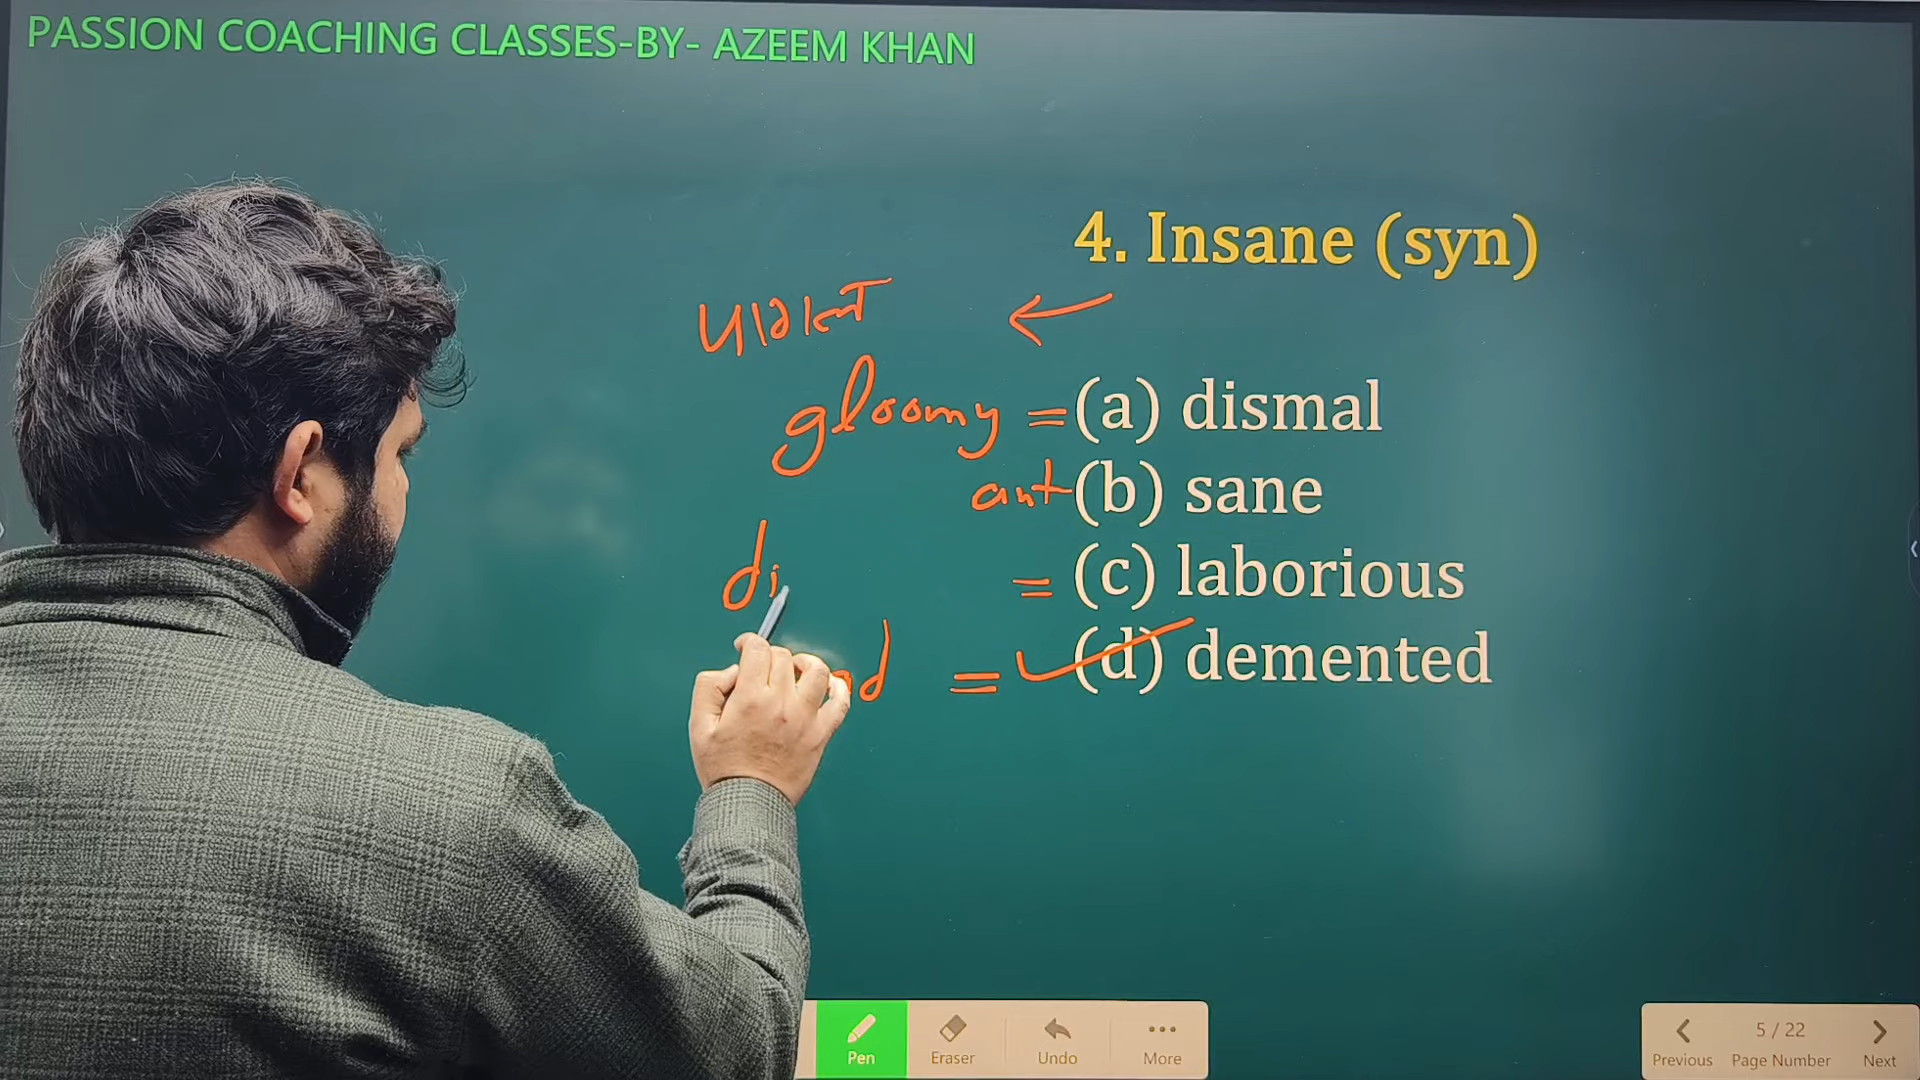 PASSION COACHING CLASSES-BY- AZEEM KHAN
4. Insane (syn)
पागल ←
gloomy = (a) dismal
ant (b) sane
di = (c) laborious
= ✓ (d) demented
Pen Eraser Undo More
5 / 22
Previous Page Number Next